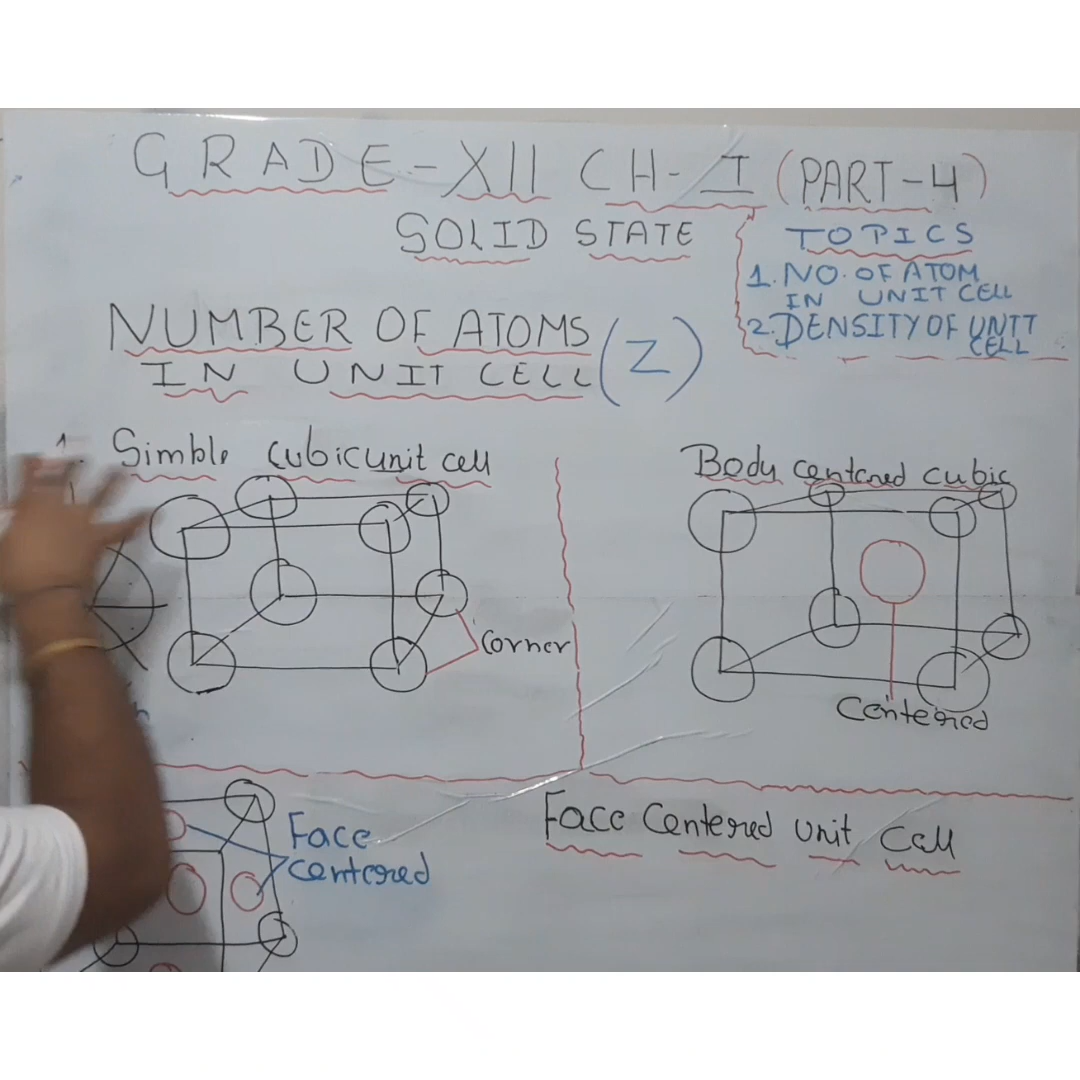 GRADE-XII CH-I (PART-4)
SOLID STATE
TOPICS
1. NO. OF ATOM
IN UNIT CELL
2. DENSITY OF UNIT
CELL
NUMBER OF ATOMS
IN UNIT CELL (Z)
1. Simble cubic unit cell
Corner
Body centered cubic
Centered
Face
centered
Face Centered unit Cell